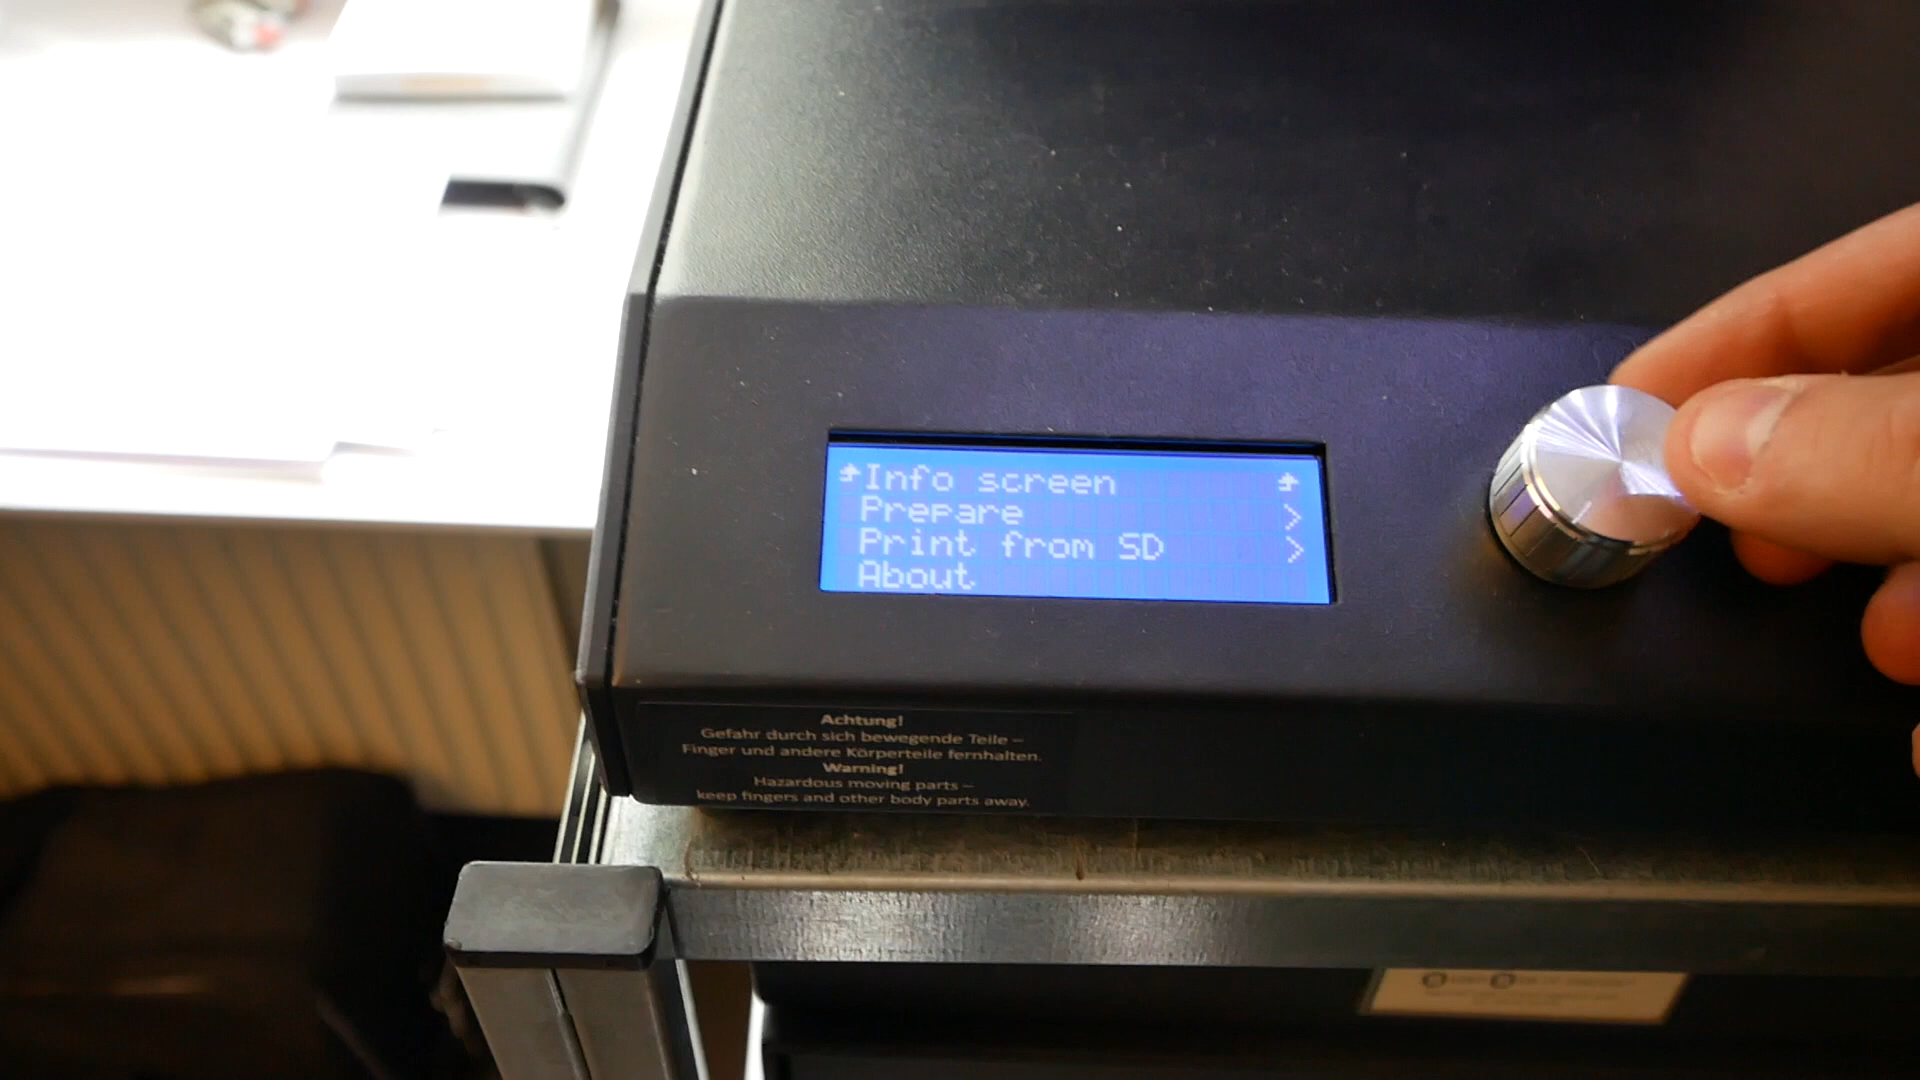 Info screen
Prepare >
Print from SD >
About
Achtung!
Gefahr durch sich bewegende Teile –
Finger und andere Körperteile fernhalten.
Warning!
Hazardous moving parts –
keep fingers and other body parts away.